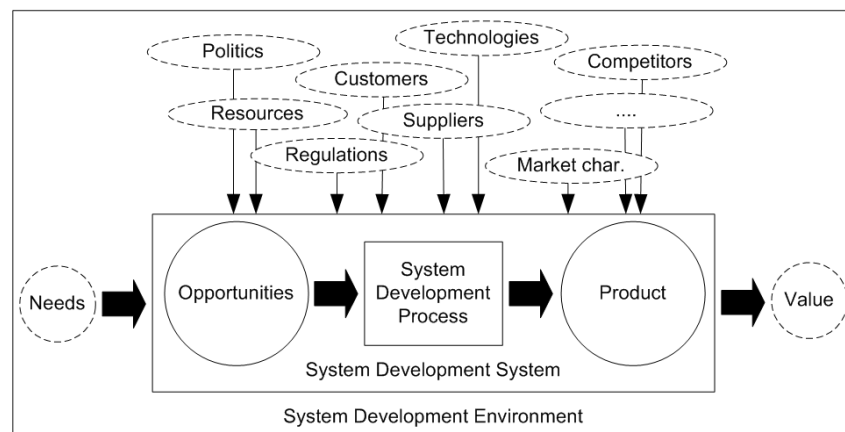 Technologies
Politics
Competitors
Customers
Resources
....
Suppliers
Regulations
Market char.
Needs
Opportunities
System
Development
Process
Product
Value
System Development System
System Development Environment